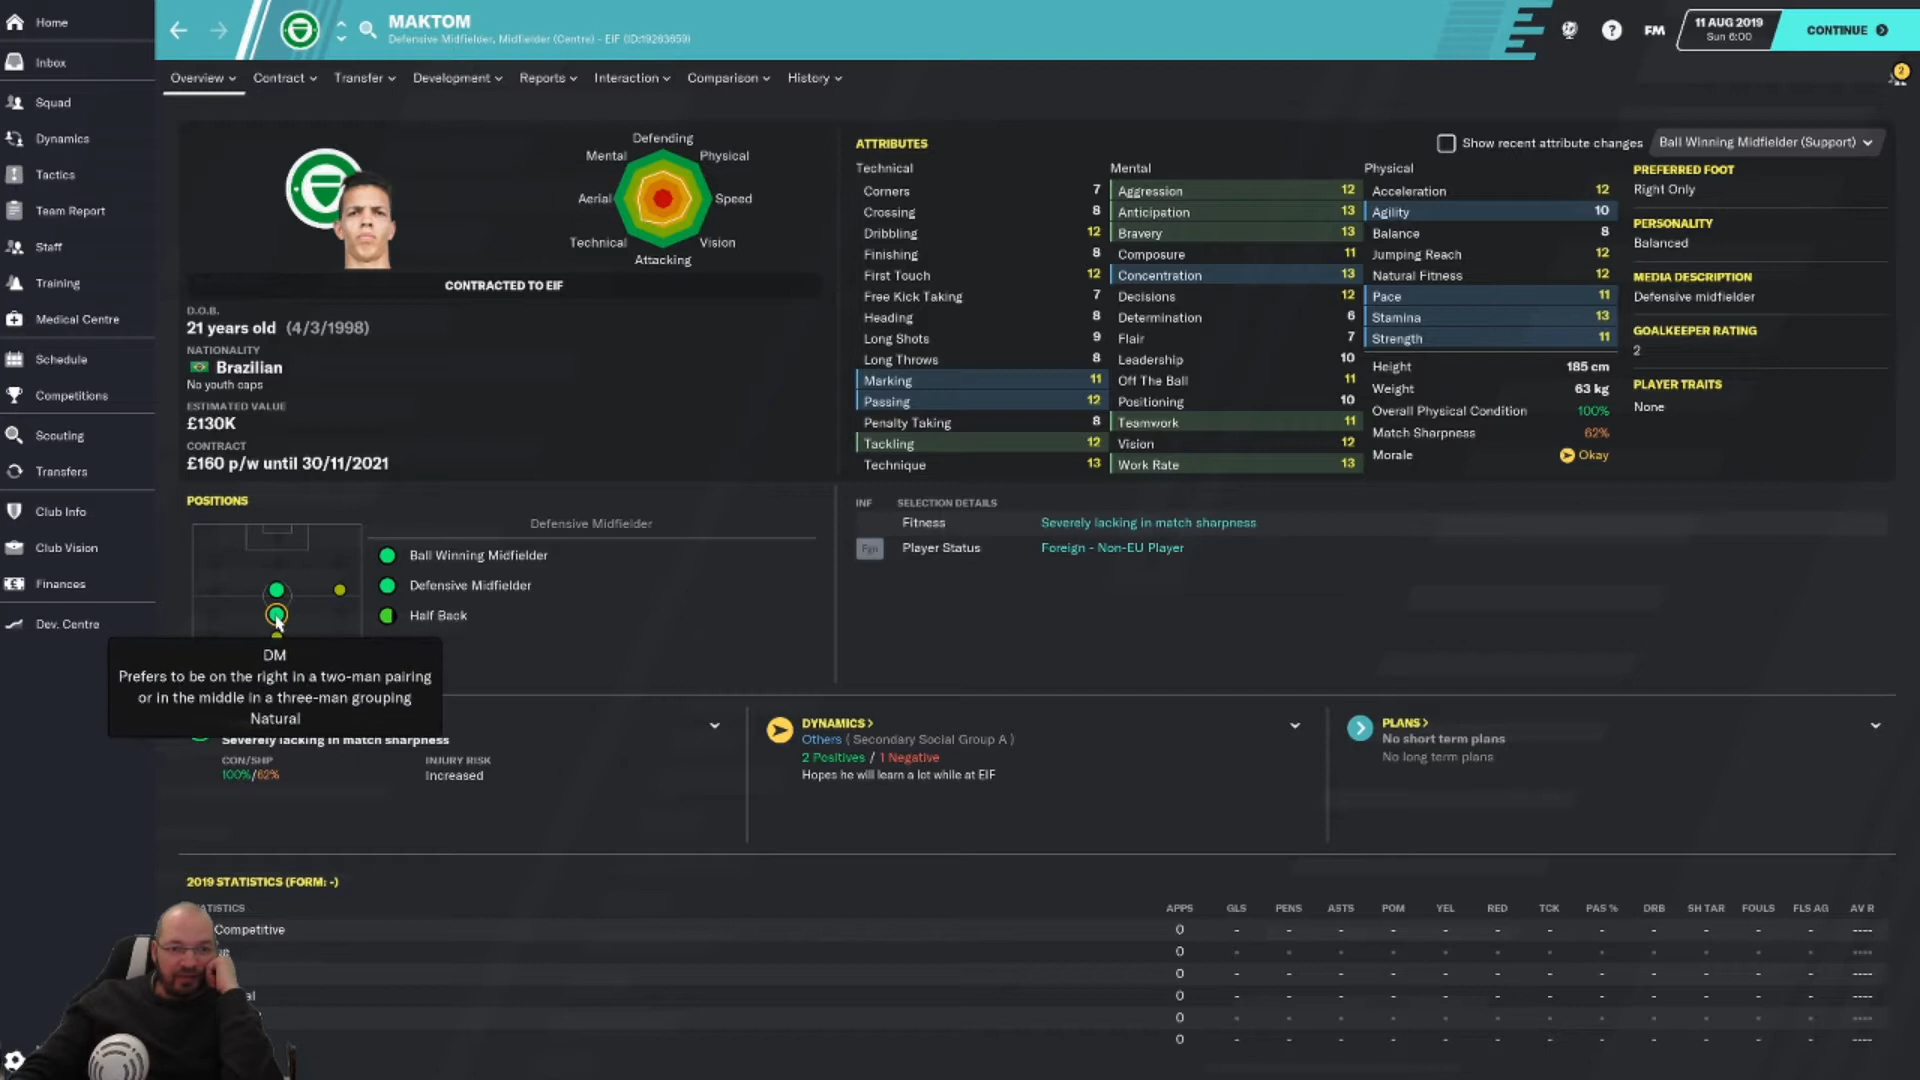 Home
Inbox
Squad
Dynamics
Tactics
Team Report
Staff
Training
Medical Centre
Schedule
Competitions
Scouting
Transfers
Club Info
Club Vision
Finances
Dev. Centre
MAKTOM
Defensive Midfielder, Midfielder (Centre) - EIF (ID:19263659)
FM
11 AUG 2019
Sun 6:00
CONTINUE
2
Overview Contract Transfer Development Reports Interaction Comparison History
Defending
Mental Physical
Aerial Speed
Technical Vision
Attacking
CONTRACTED TO EIF
D.O.B.
21 years old (4/3/1998)
NATIONALITY
Brazilian
No youth caps
ESTIMATED VALUE
£130K
CONTRACT
£160 p/w until 30/11/2021
ATTRIBUTES
Show recent attribute changes
Ball Winning Midfielder (Support)
Technical
Corners 7
Crossing 8
Dribbling 12
Finishing 8
First Touch 12
Free Kick Taking 7
Heading 8
Long Shots 9
Long Throws 8
Marking 11
Passing 12
Penalty Taking 8
Tackling 12
Technique 13
Mental
Aggression 12
Anticipation 13
Bravery 13
Composure 11
Concentration 13
Decisions 12
Determination 6
Flair 7
Leadership 10
Off The Ball 11
Positioning 10
Teamwork 11
Vision 12
Work Rate 13
Physical
Acceleration 12
Agility 10
Balance 8
Jumping Reach 12
Natural Fitness 12
Pace 11
Stamina 13
Strength 11
Height 185 cm
Weight 63 kg
Overall Physical Condition 100%
Match Sharpness 62%
Morale Okay
PREFERRED FOOT
Right Only
PERSONALITY
Balanced
MEDIA DESCRIPTION
Defensive midfielder
GOALKEEPER RATING
2
PLAYER TRAITS
None
POSITIONS
Defensive Midfielder
Ball Winning Midfielder
Defensive Midfielder
Half Back
DM
Prefers to be on the right in a two-man pairing
or in the middle in a three-man grouping
Natural
INF SELECTION DETAILS
Fitness Severely lacking in match sharpness
Fgn Player Status Foreign - Non-EU Player
Severely lacking in match sharpness
CON/SHP INJURY RISK
100%/62% Increased
DYNAMICS>
Others ( Secondary Social Group A )
2 Positives / 1 Negative
Hopes he will learn a lot while at EIF
PLANS>
No short term plans
No long term plans
2019 STATISTICS (FORM: -)
APPS GLS PENS ASTS POM YEL RED TCK PAS % DRB SH TAR FOULS FLS AG AV R
Competitive 0 - - - - - - - - - - - - ----
0 - - - - - - - - - - - - ----
0 - - - - - - - - - - - - ----
0 - - - - - - - - - - - - ----
0 - - - - - - - - - - - - ----
0 - - - - - - - - - - - - ----